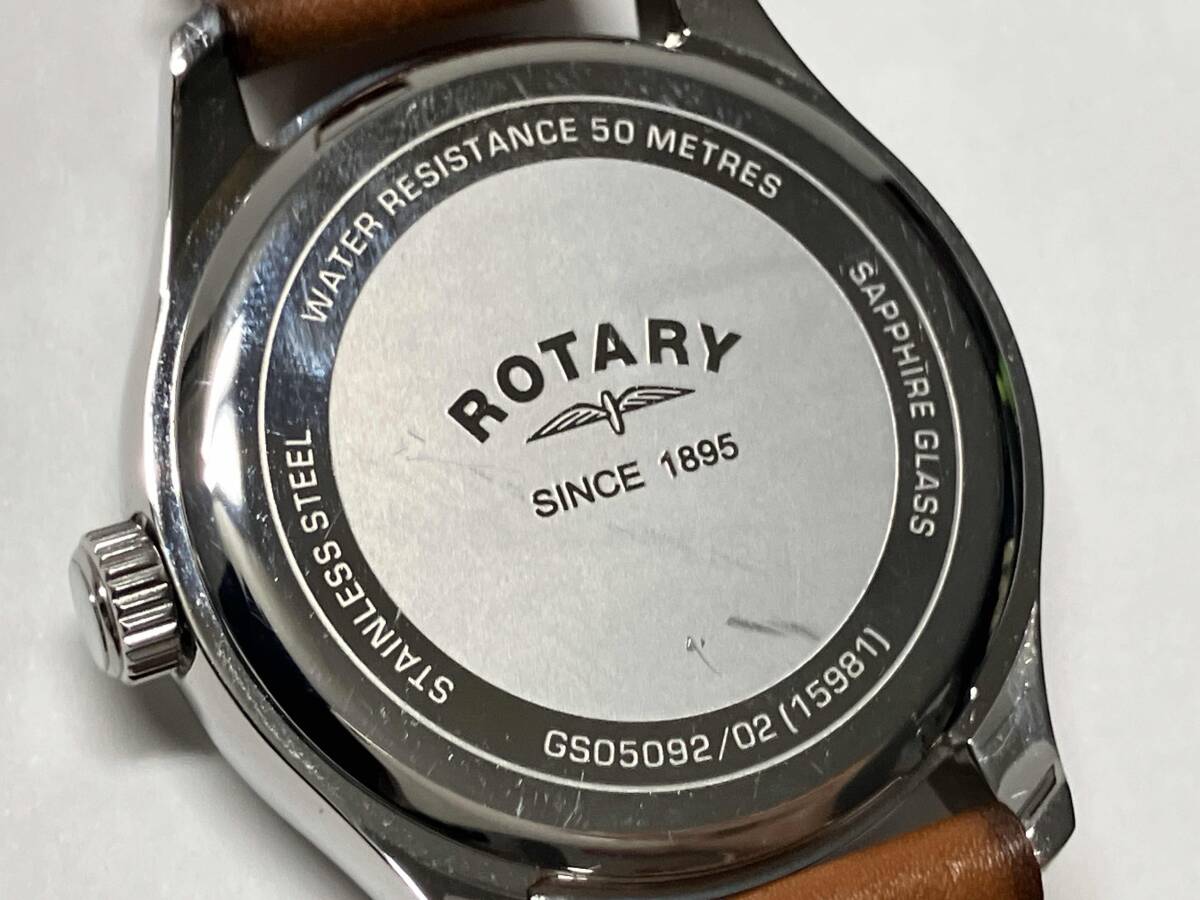 WATER RESISTANCE 50 METRES
SAPPHIRE GLASS
ROTARY
SINCE 1895
STAINLESS STEEL
GS05092/02 (15981)